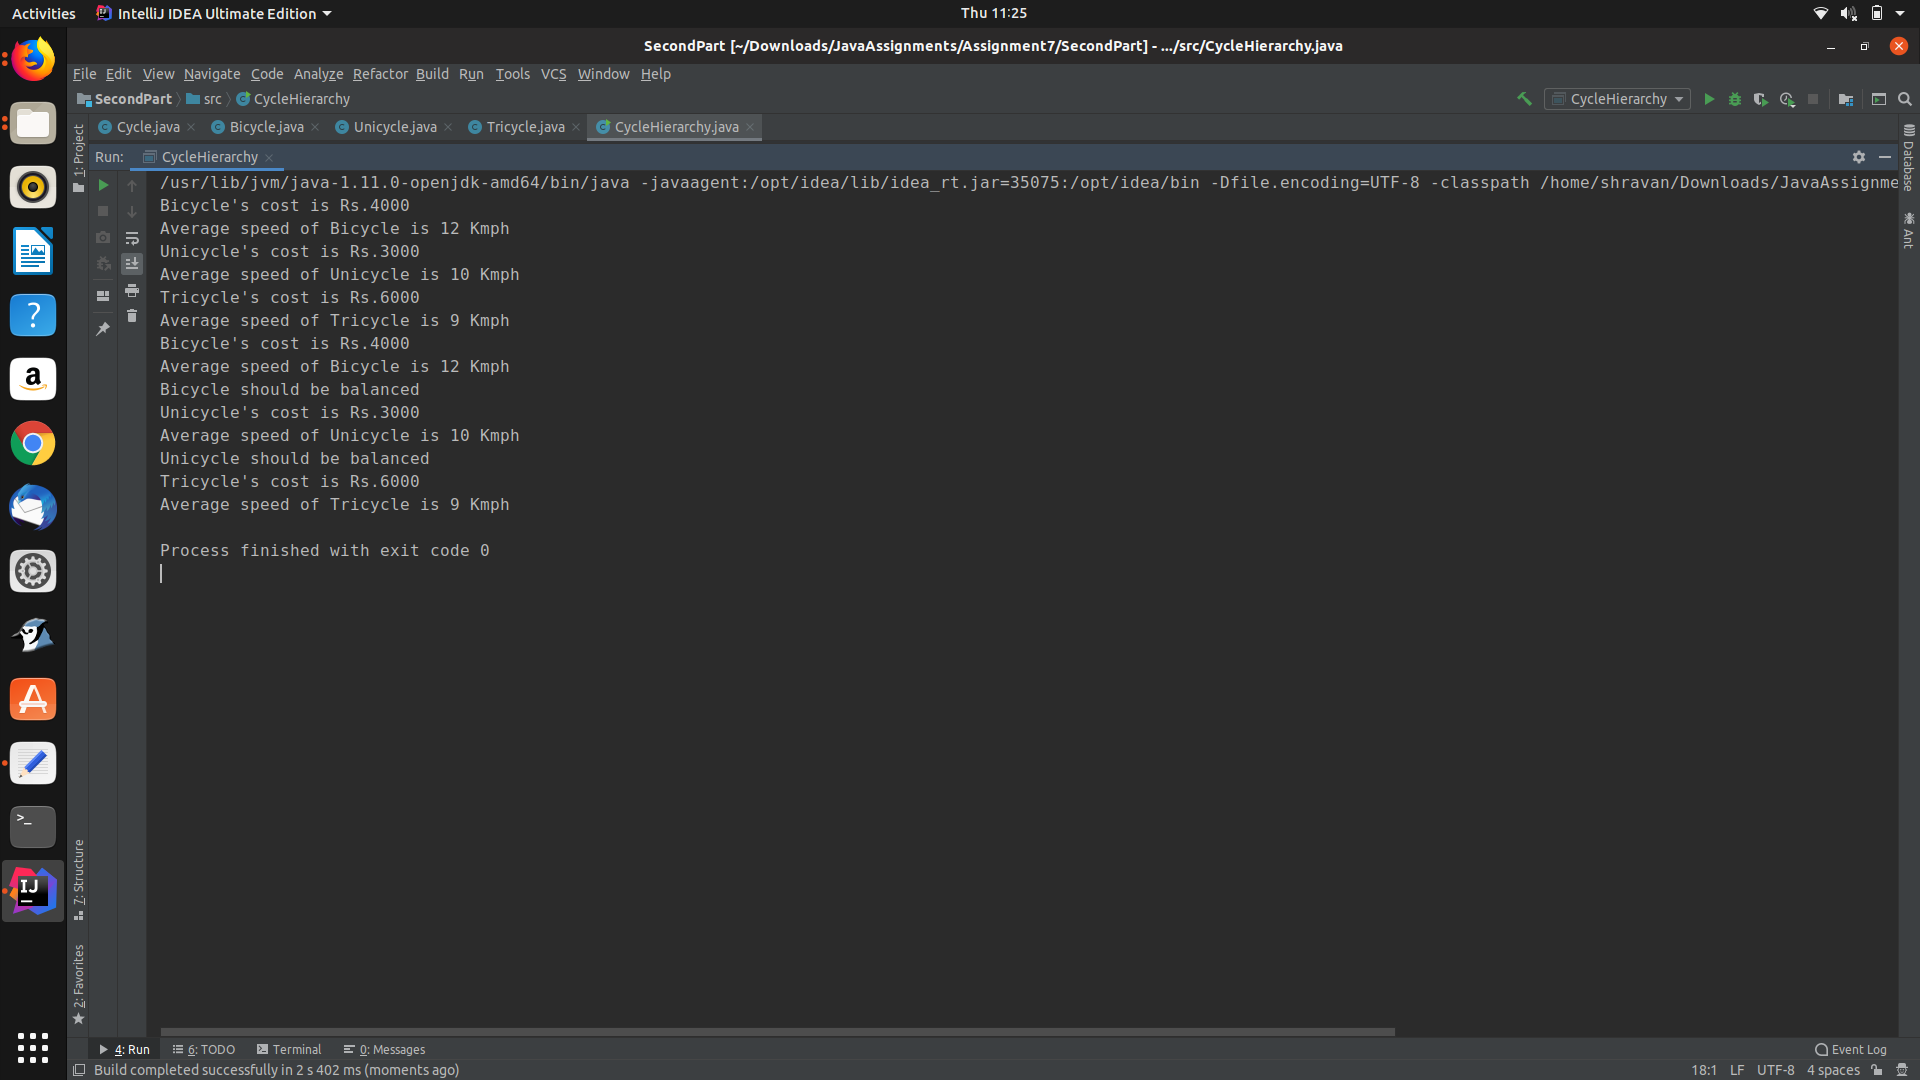 Activities IntelliJ IDEA Ultimate Edition Thu 11:25
SecondPart [~/Downloads/JavaAssignments/Assignment7/SecondPart] - .../src/CycleHierarchy.java
File Edit View Navigate Code Analyze Refactor Build Run Tools VCS Window Help
SecondPart src CycleHierarchy CycleHierarchy
Cycle.java Bicycle.java Unicycle.java Tricycle.java CycleHierarchy.java
Run: CycleHierarchy
/usr/lib/jvm/java-1.11.0-openjdk-amd64/bin/java -javaagent:/opt/idea/lib/idea_rt.jar=35075:/opt/idea/bin -Dfile.encoding=UTF-8 -classpath /home/shravan/Downloads/JavaAssignme
Bicycle's cost is Rs.4000
Average speed of Bicycle is 12 Kmph
Unicycle's cost is Rs.3000
Average speed of Unicycle is 10 Kmph
Tricycle's cost is Rs.6000
Average speed of Tricycle is 9 Kmph
Bicycle's cost is Rs.4000
Average speed of Bicycle is 12 Kmph
Bicycle should be balanced
Unicycle's cost is Rs.3000
Average speed of Unicycle is 10 Kmph
Unicycle should be balanced
Tricycle's cost is Rs.6000
Average speed of Tricycle is 9 Kmph
Process finished with exit code 0
1: Project
7: Structure
2: Favorites
Database
Ant
4: Run 6: TODO Terminal 0: Messages Event Log
Build completed successfully in 2 s 402 ms (moments ago) 18:1 LF UTF-8 4 spaces